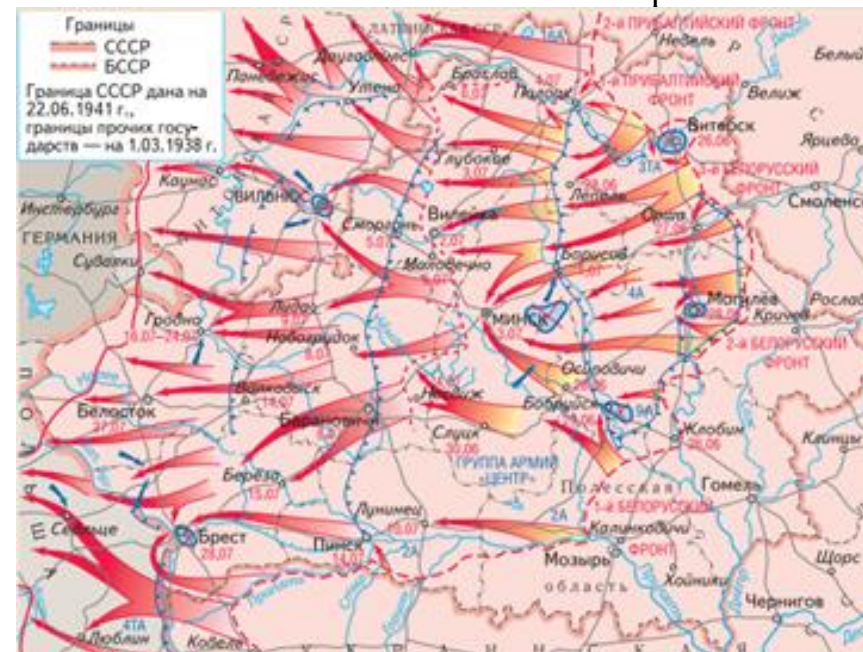 Границы
СССР
БССР
Граница СССР дана на
22.06.1941 г.,
границы прочих госу-
дарств — на 1.03.1938 г.
2-й ПРИБАЛТИЙСКИЙ ФРОНТ
Невель
Белый
Даугавпилс
Паневежис
Утена
Браслав
4.07
Полоцк
1-й ПРИБАЛТИЙСКИЙ
ФРОНТ
Велиж
Витебск
26.06
Ярцево
Глубокое
3.07
3ТА
3-й БЕЛОРУССКИЙ
ФРОНТ
Каунас
ВИЛЬНЮС
Лепель
28.06
Смоленск
Инстербург
ГЕРМАНИЯ
Сморгонь
5.07
Вилейка
2.07
Орша
27.06
Сувалки
Молодечно
Борисов
4А
Могилёв
28.06
Рославль
Лида
Гродно
16.07–24.07
Новогрудок
8.07
МИНСК
3.07
Кричев
2-й БЕЛОРУССКИЙ
ФРОНТ
Осиповичи
Волковыск
14.07
Несвиж
Белосток
27.07
Барановичи
Бобруйск
9А
Слуцк
30.06
Жлобин
26.06
Клинцы
ГРУППА АРМИЙ
«ЦЕНТР»
Берёза
15.07
Гомель
Полесская
1-й БЕЛОРУССКИЙ
ФРОНТ
Седльце
Лунинец
10.07
2А
Калинковичи
Брест
28.07
Пинск
14.07
2А
Мозырь
область
Хойники
Щорс
Припять
Чернигов
4ТА
Люблин
Ковель